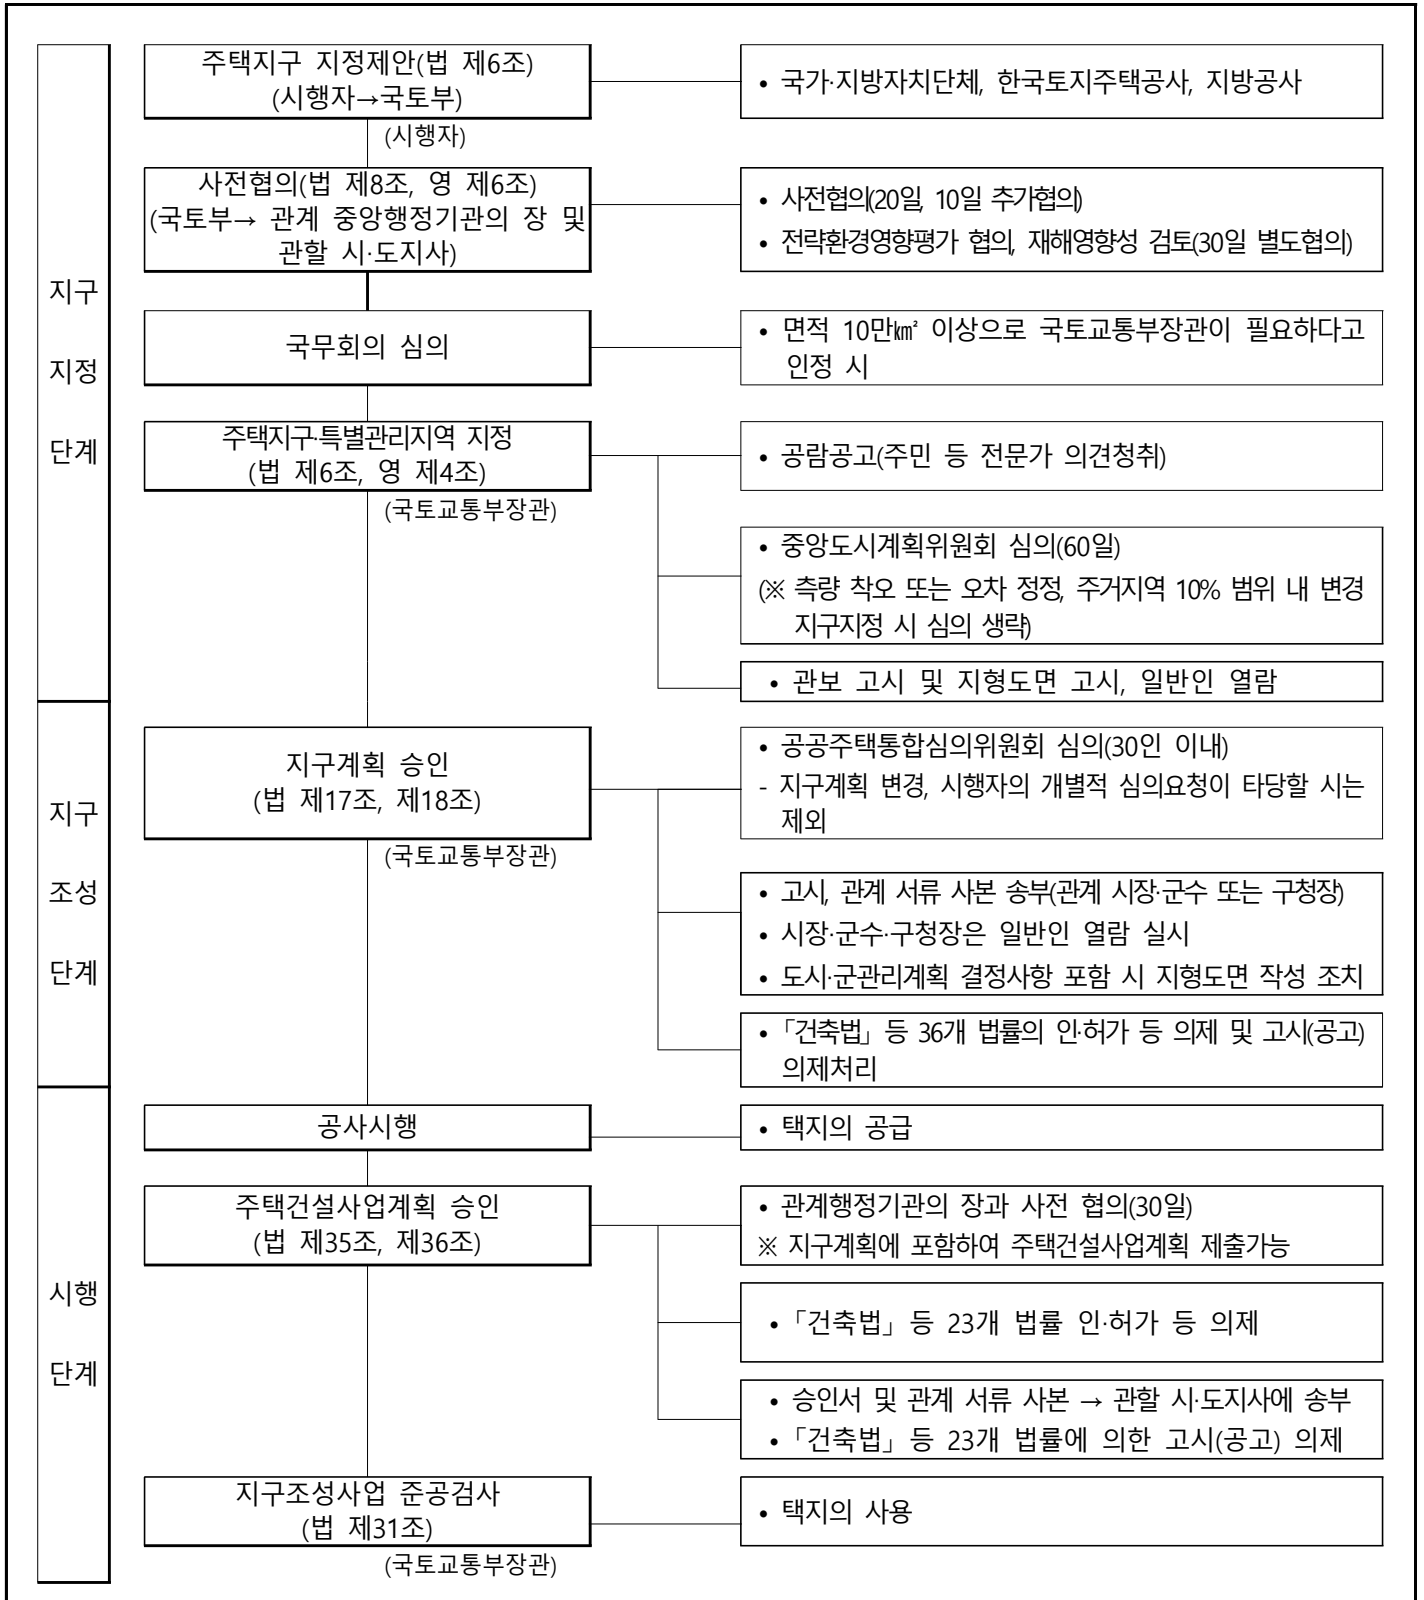 지구
지정
단계
주택지구 지정제안(법 제6조)
(시행자→국토부)
(시행자)
• 국가·지방자치단체, 한국토지주택공사, 지방공사
사전협의(법 제8조, 영 제6조)
(국토부→ 관계 중앙행정기관의 장 및
관할 시·도지사)
• 사전협의(20일, 10일 추가협의)
• 전략환경영향평가 협의, 재해영향성 검토(30일 별도협의)
국무회의 심의
• 면적 10만㎢ 이상으로 국토교통부장관이 필요하다고
인정 시
주택지구·특별관리지역 지정
(법 제6조, 영 제4조)
(국토교통부장관)
• 공람공고(주민 등 전문가 의견청취)
• 중앙도시계획위원회 심의(60일)
(※ 측량 착오 또는 오차 정정, 주거지역 10% 범위 내 변경
지구지정 시 심의 생략)
• 관보 고시 및 지형도면 고시, 일반인 열람
지구
조성
단계
지구계획 승인
(법 제17조, 제18조)
(국토교통부장관)
• 공공주택통합심의위원회 심의(30인 이내)
- 지구계획 변경, 시행자의 개별적 심의요청이 타당할 시는
제외
• 고시, 관계 서류 사본 송부(관계 시장·군수 또는 구청장)
• 시장·군수·구청장은 일반인 열람 실시
• 도시·군관리계획 결정사항 포함 시 지형도면 작성 조치
• 「건축법」 등 36개 법률의 인·허가 등 의제 및 고시(공고)
의제처리
시행
단계
공사시행
• 택지의 공급
주택건설사업계획 승인
(법 제35조, 제36조)
• 관계행정기관의 장과 사전 협의(30일)
※ 지구계획에 포함하여 주택건설사업계획 제출가능
• 「건축법」 등 23개 법률 인·허가 등 의제
• 승인서 및 관계 서류 사본 → 관할 시·도지사에 송부
• 「건축법」 등 23개 법률에 의한 고시(공고) 의제
지구조성사업 준공검사
(법 제31조)
(국토교통부장관)
• 택지의 사용